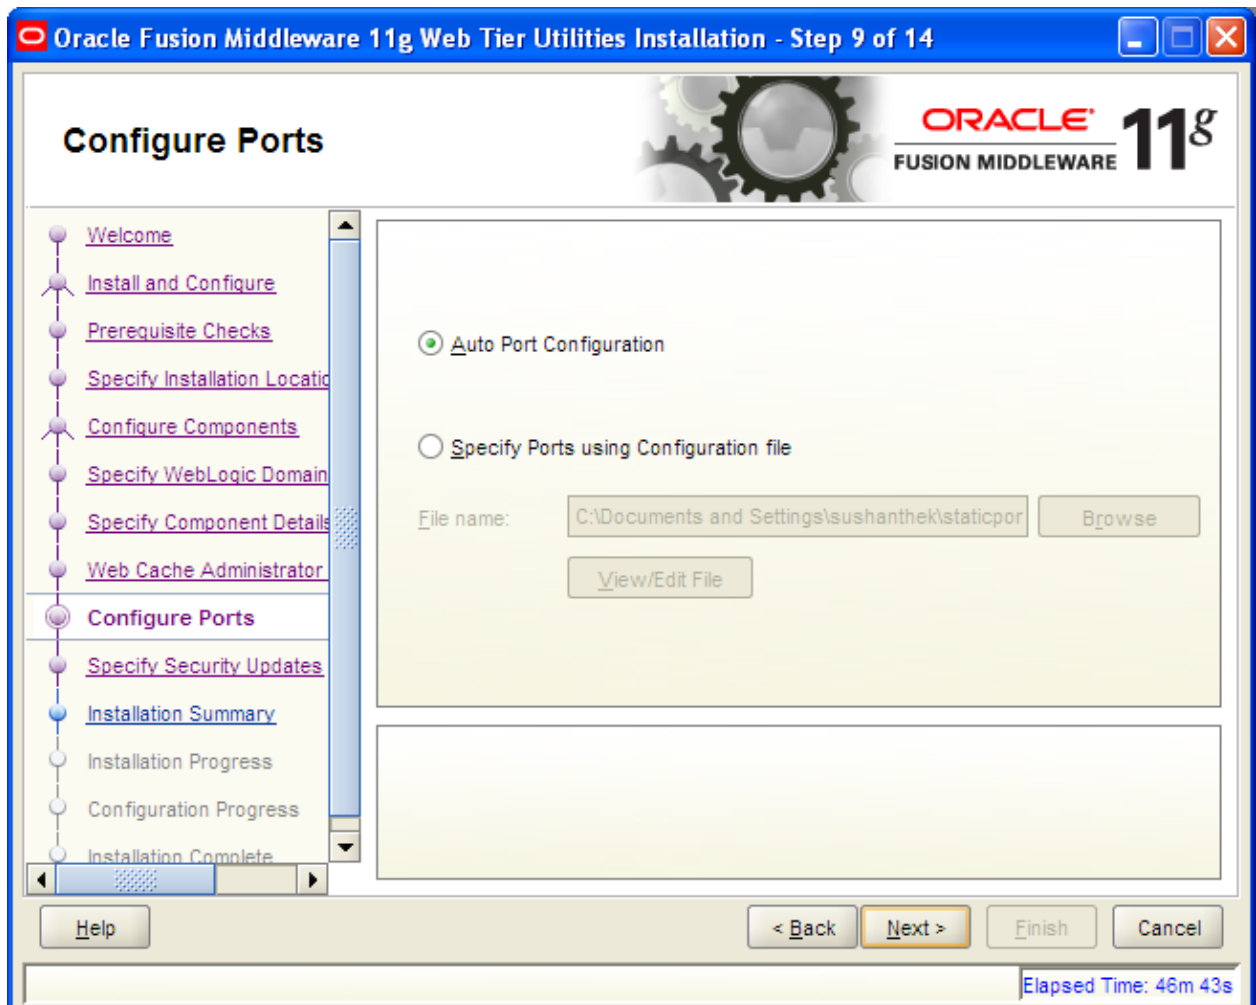 Oracle Fusion Middleware 11g Web Tier Utilities Installation - Step 9 of 14
Configure Ports
ORACLE
FUSION MIDDLEWARE
11g
Welcome
Install and Configure
Prerequisite Checks
Specify Installation Locatio
Configure Components
Specify WebLogic Domain
Specify Component Details
Web Cache Administrator
Configure Ports
Specify Security Updates
Installation Summary
Installation Progress
Configuration Progress
Installation Complete
Auto Port Configuration
Specify Ports using Configuration file
File name:
C:\Documents and Settings\sushanthek\staticpor
Browse
View/Edit File
Help
< Back
Next >
Finish
Cancel
Elapsed Time: 46m 43s